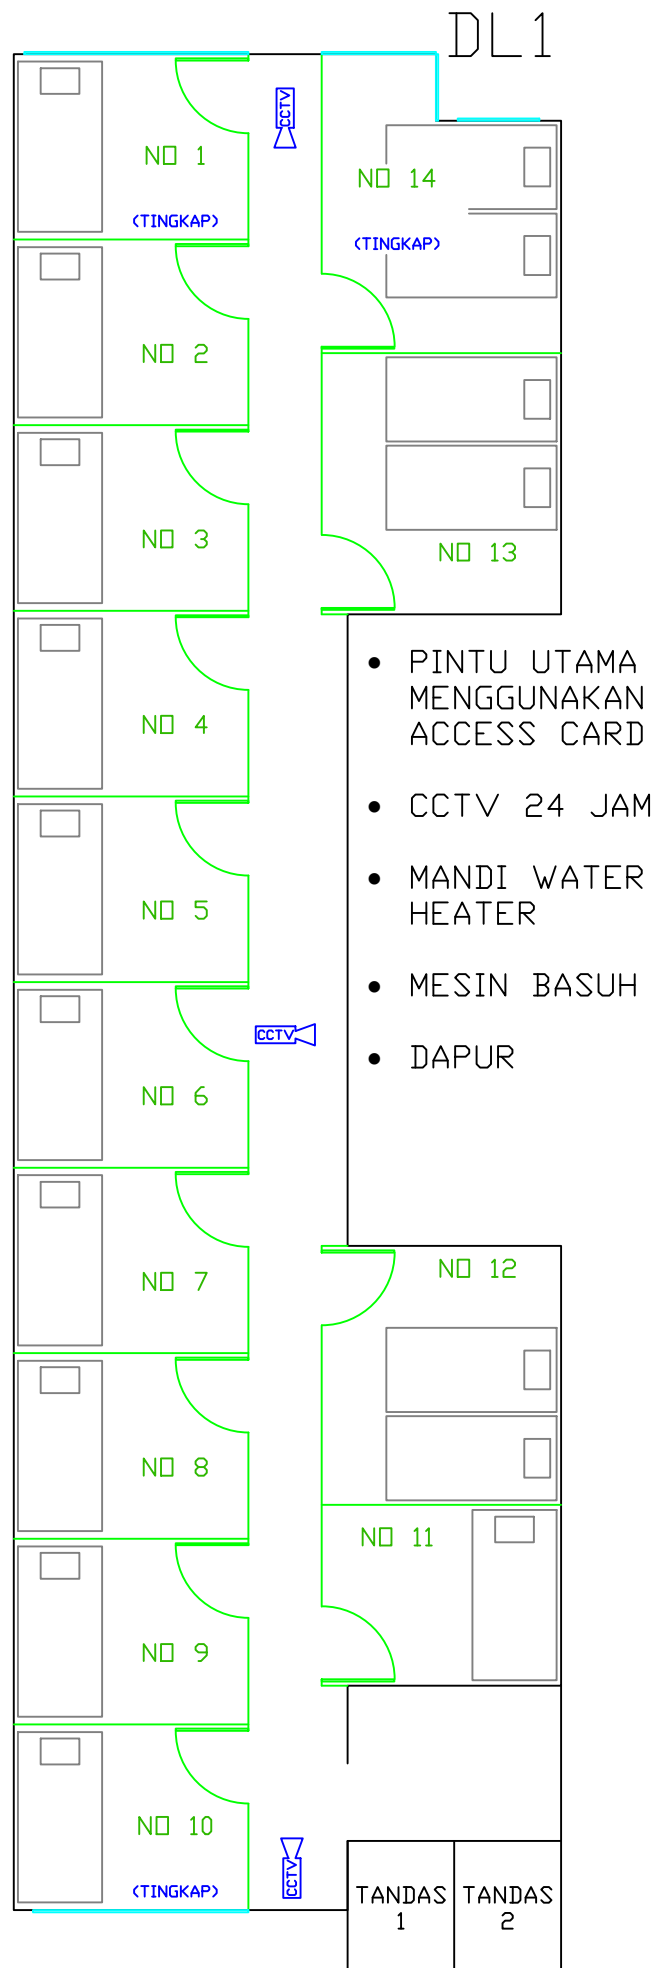 DL1
CCTV
NO 1
(TINGKAP)
NO 14
(TINGKAP)
NO 2
NO 3
NO 13
NO 4
• PINTU UTAMA
MENGGUNAKAN
ACCESS CARD
• CCTV 24 JAM
• MANDI WATER
HEATER
• MESIN BASUH
• DAPUR
NO 5
CCTV
NO 6
NO 7
NO 12
NO 8
NO 11
NO 9
NO 10
(TINGKAP)
CCTV
TANDAS
1
TANDAS
2